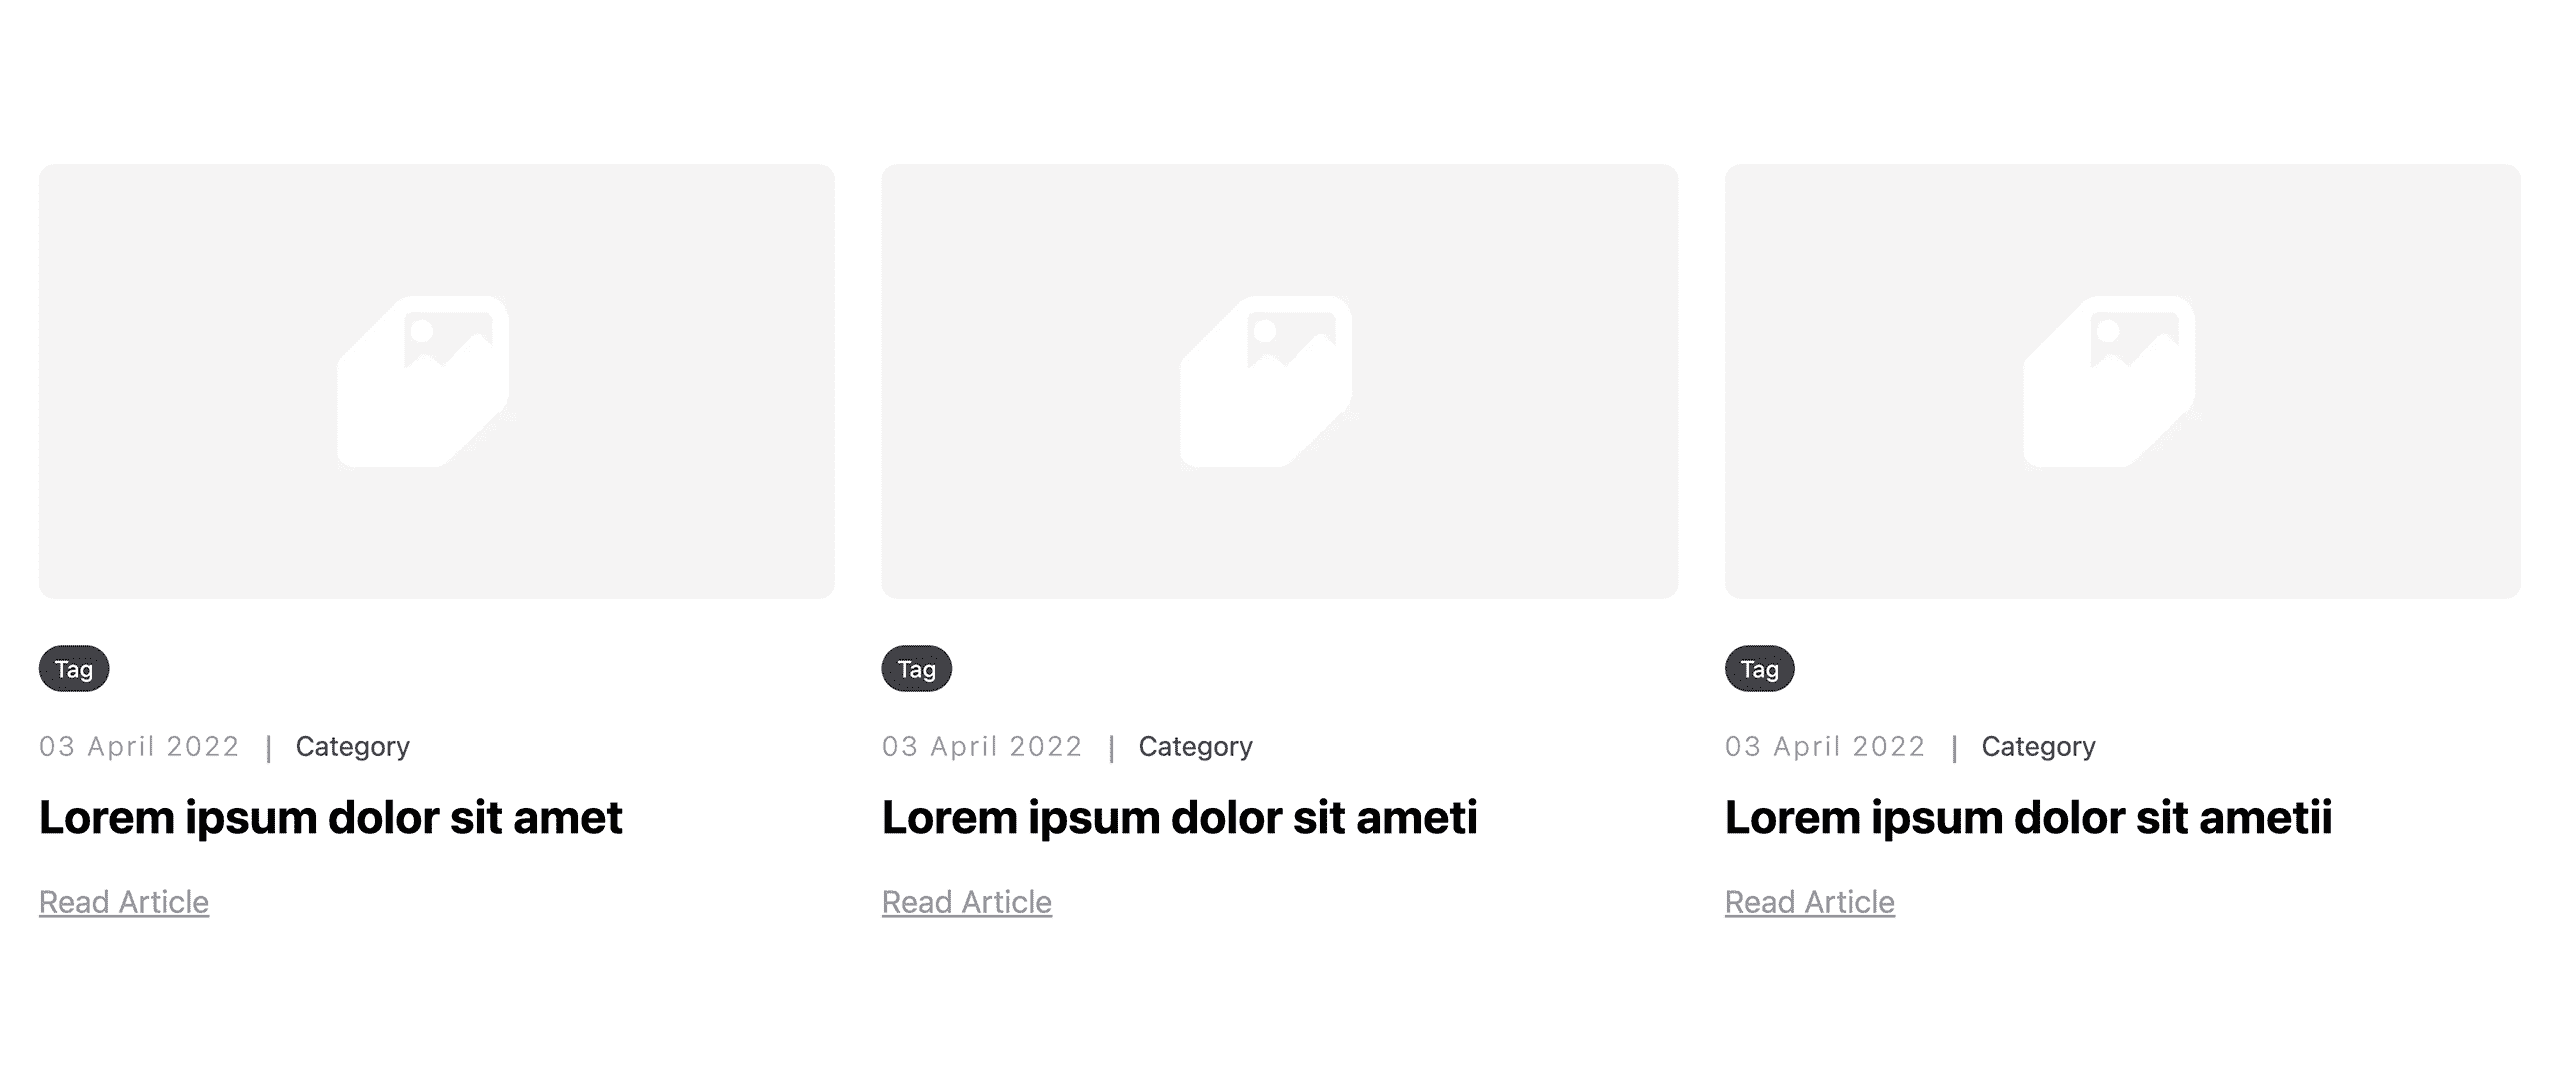 Tag
03 April 2022 | Category
Lorem ipsum dolor sit amet
Read Article
Tag
03 April 2022 | Category
Lorem ipsum dolor sit ameti
Read Article
Tag
03 April 2022 | Category
Lorem ipsum dolor sit ametii
Read Article